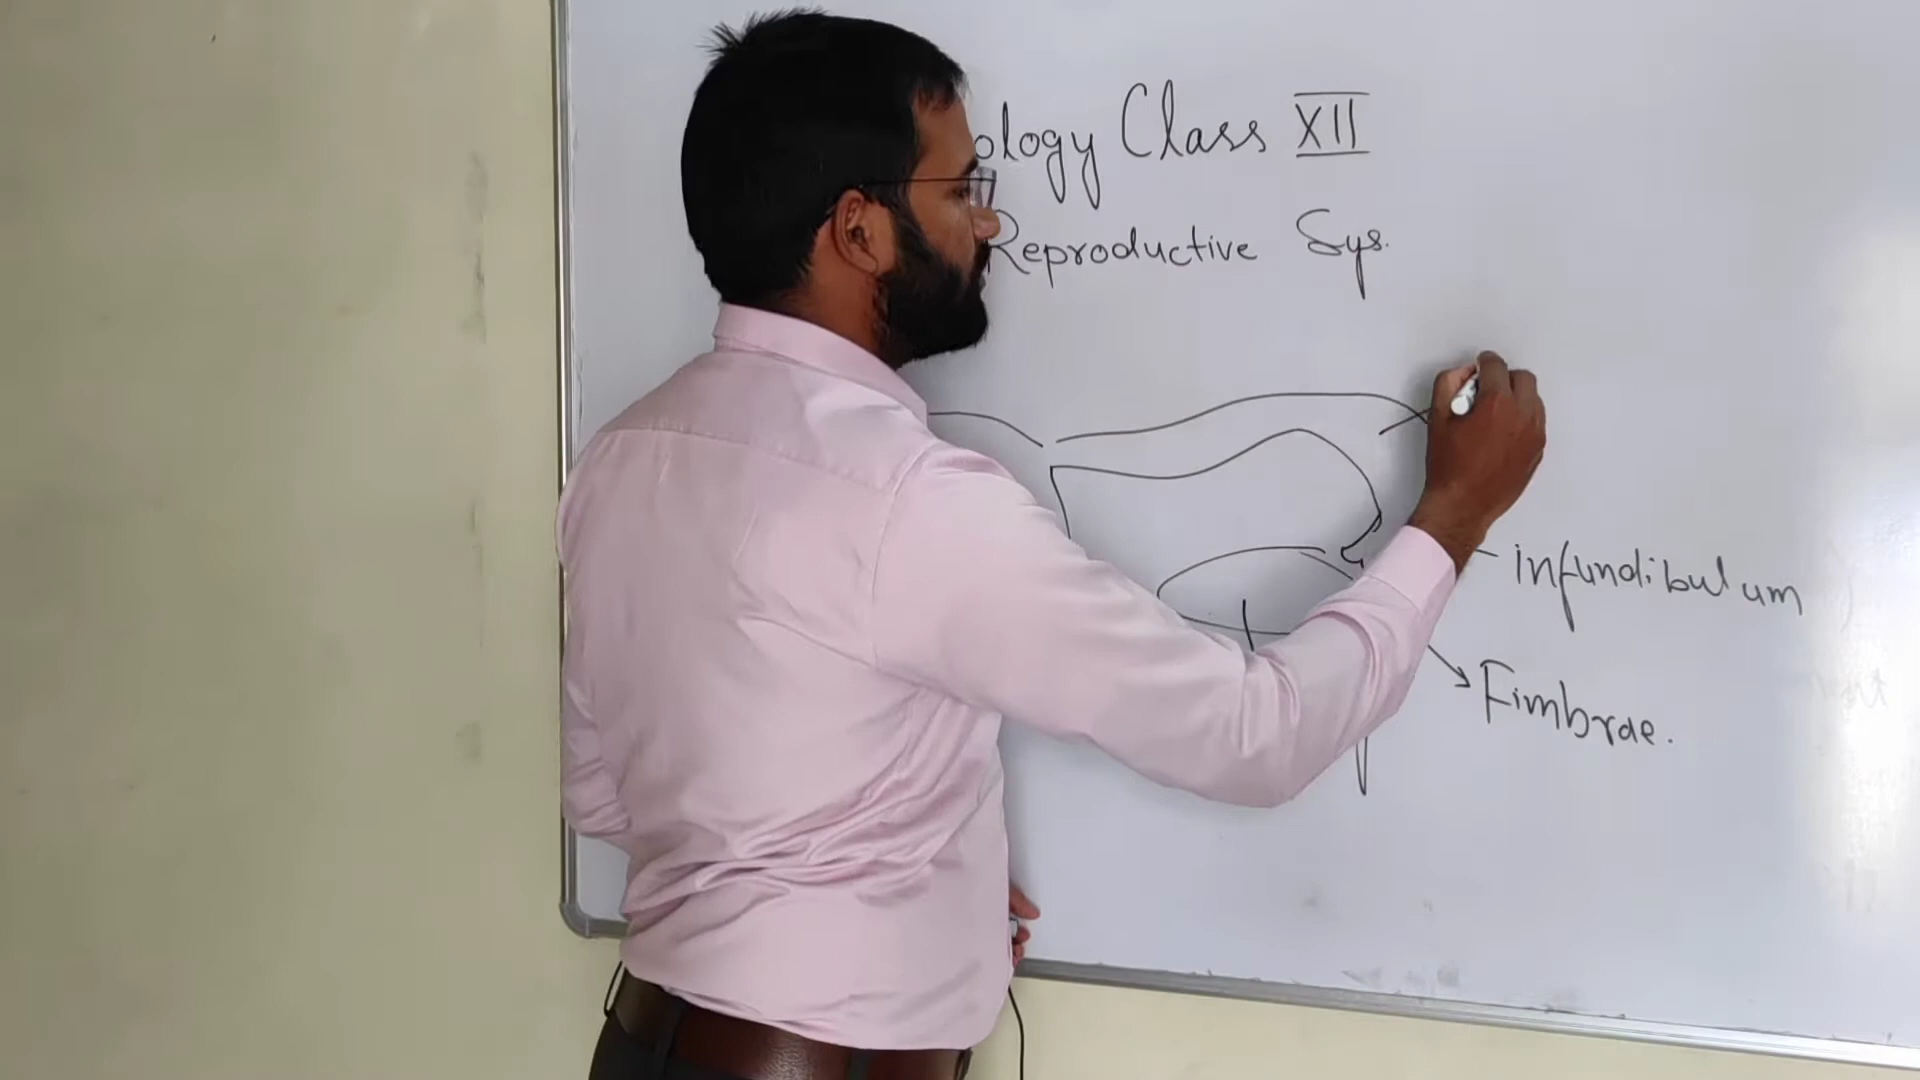 ology Class XII
Reproductive Sys.
infundibulum
Fimbrae.